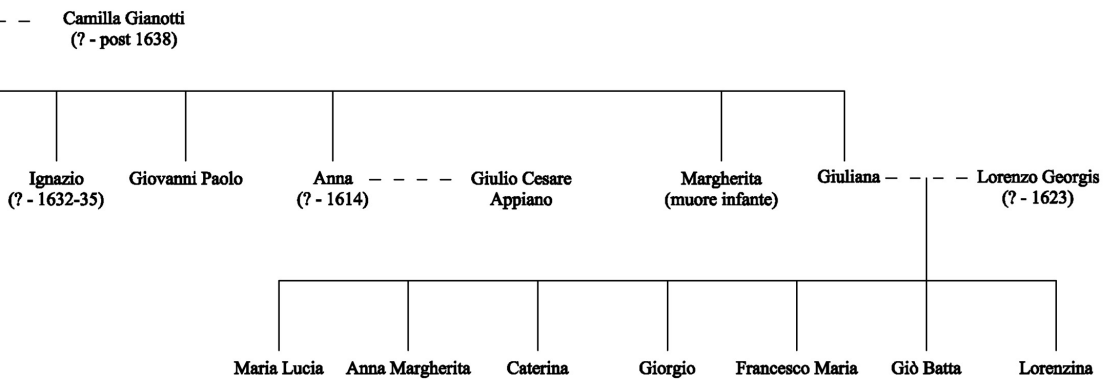 Camilla Gianotti
(? - post 1638)
Ignazio
(? - 1632-35)
Giovanni Paolo
Anna
(? - 1614)
Giulio Cesare
Appiano
Margherita
(muore infante)
Giuliana
Lorenzo Georgis
(? - 1623)
Maria Lucia
Anna Margherita
Caterina
Giorgio
Francesco Maria
Giò Batta
Lorenzina